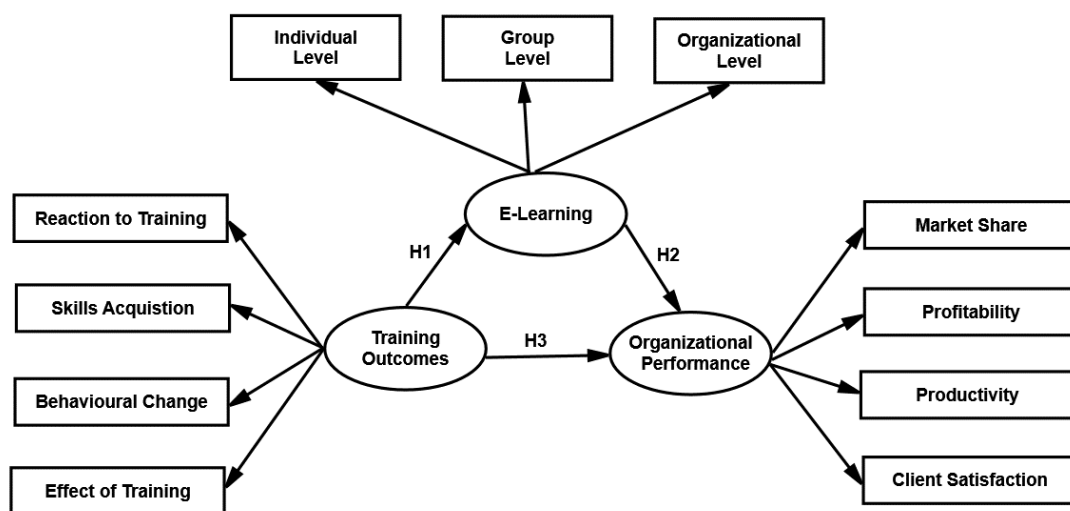 Individual
Level
Group
Level
Organizational
Level
E-Learning
Reaction to Training
Market Share
H1
H2
Skills Acquistion
Profitability
Training
Outcomes
H3
Organizational
Performance
Behavioural Change
Productivity
Effect of Training
Client Satisfaction